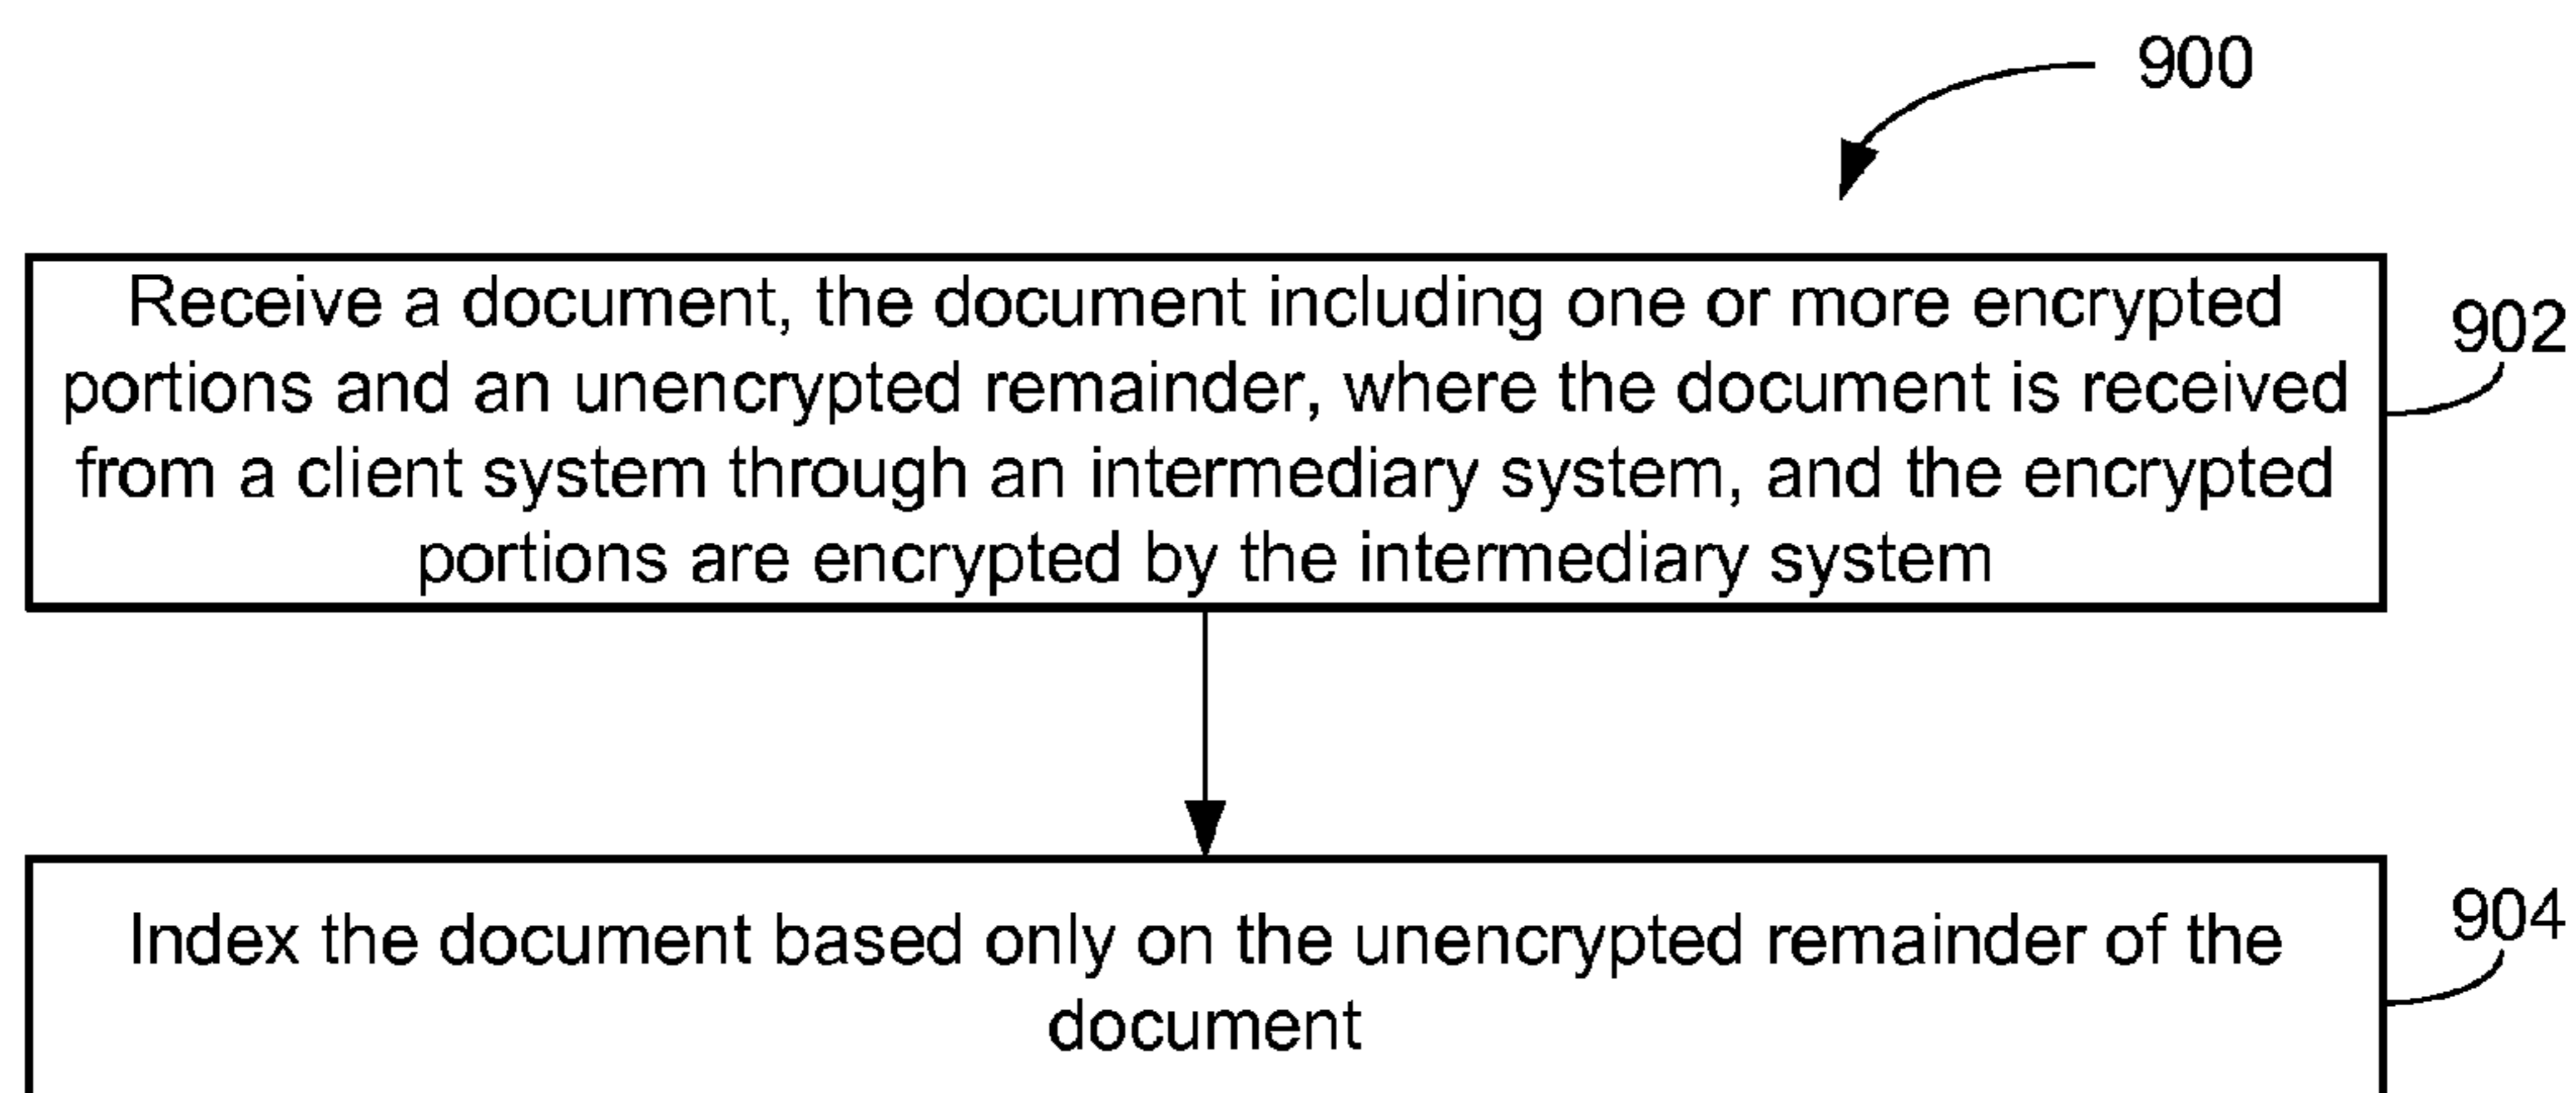 900
Receive a document, the document including one or more encrypted
portions and an unencrypted remainder, where the document is received
from a client system through an intermediary system, and the encrypted
portions are encrypted by the intermediary system
902
Index the document based only on the unencrypted remainder of the
document
904